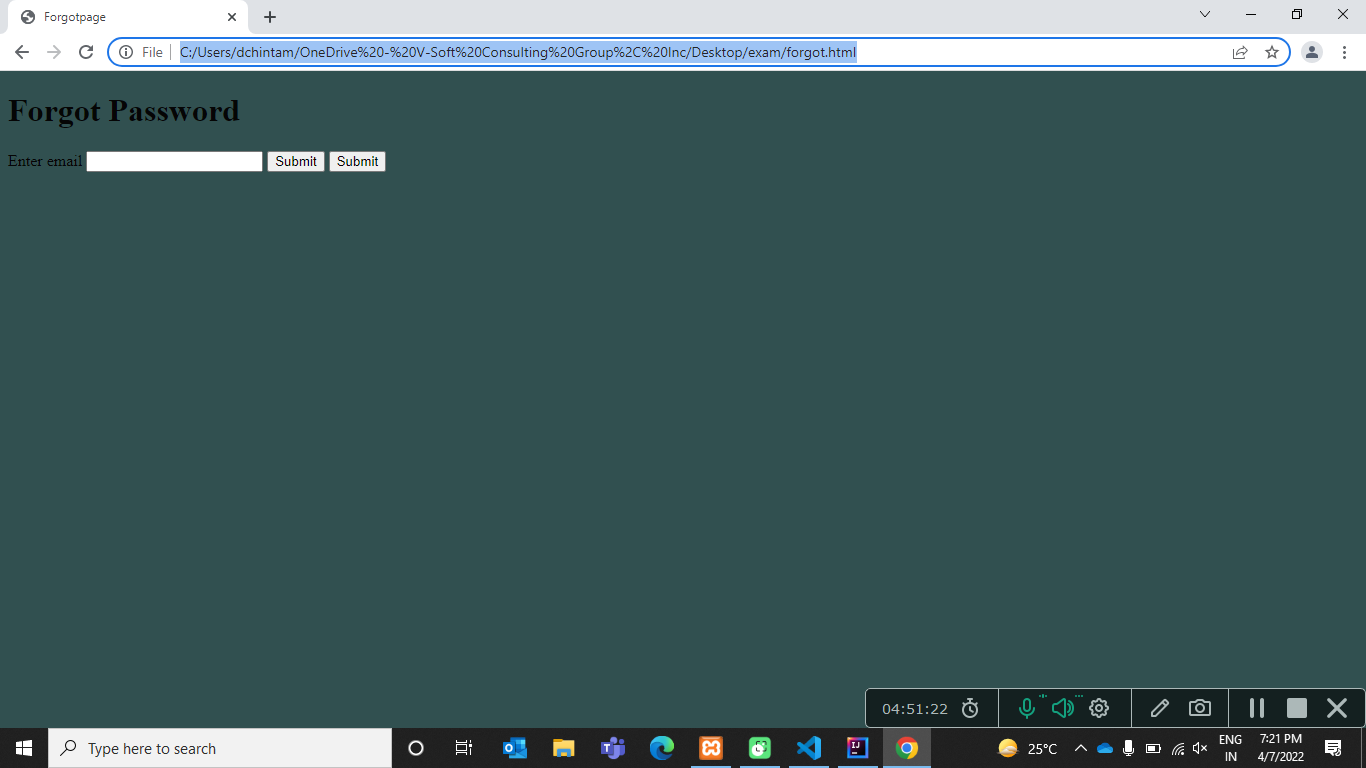 Forgotpage
File
C:/Users/dchintam/OneDrive%20-%20V-Soft%20Consulting%20Group%2C%20Inc/Desktop/exam/forgot.html
Forgot Password
Enter email Submit Submit
04:51:22
Type here to search
25°C
ENG
IN
7:21 PM
4/7/2022